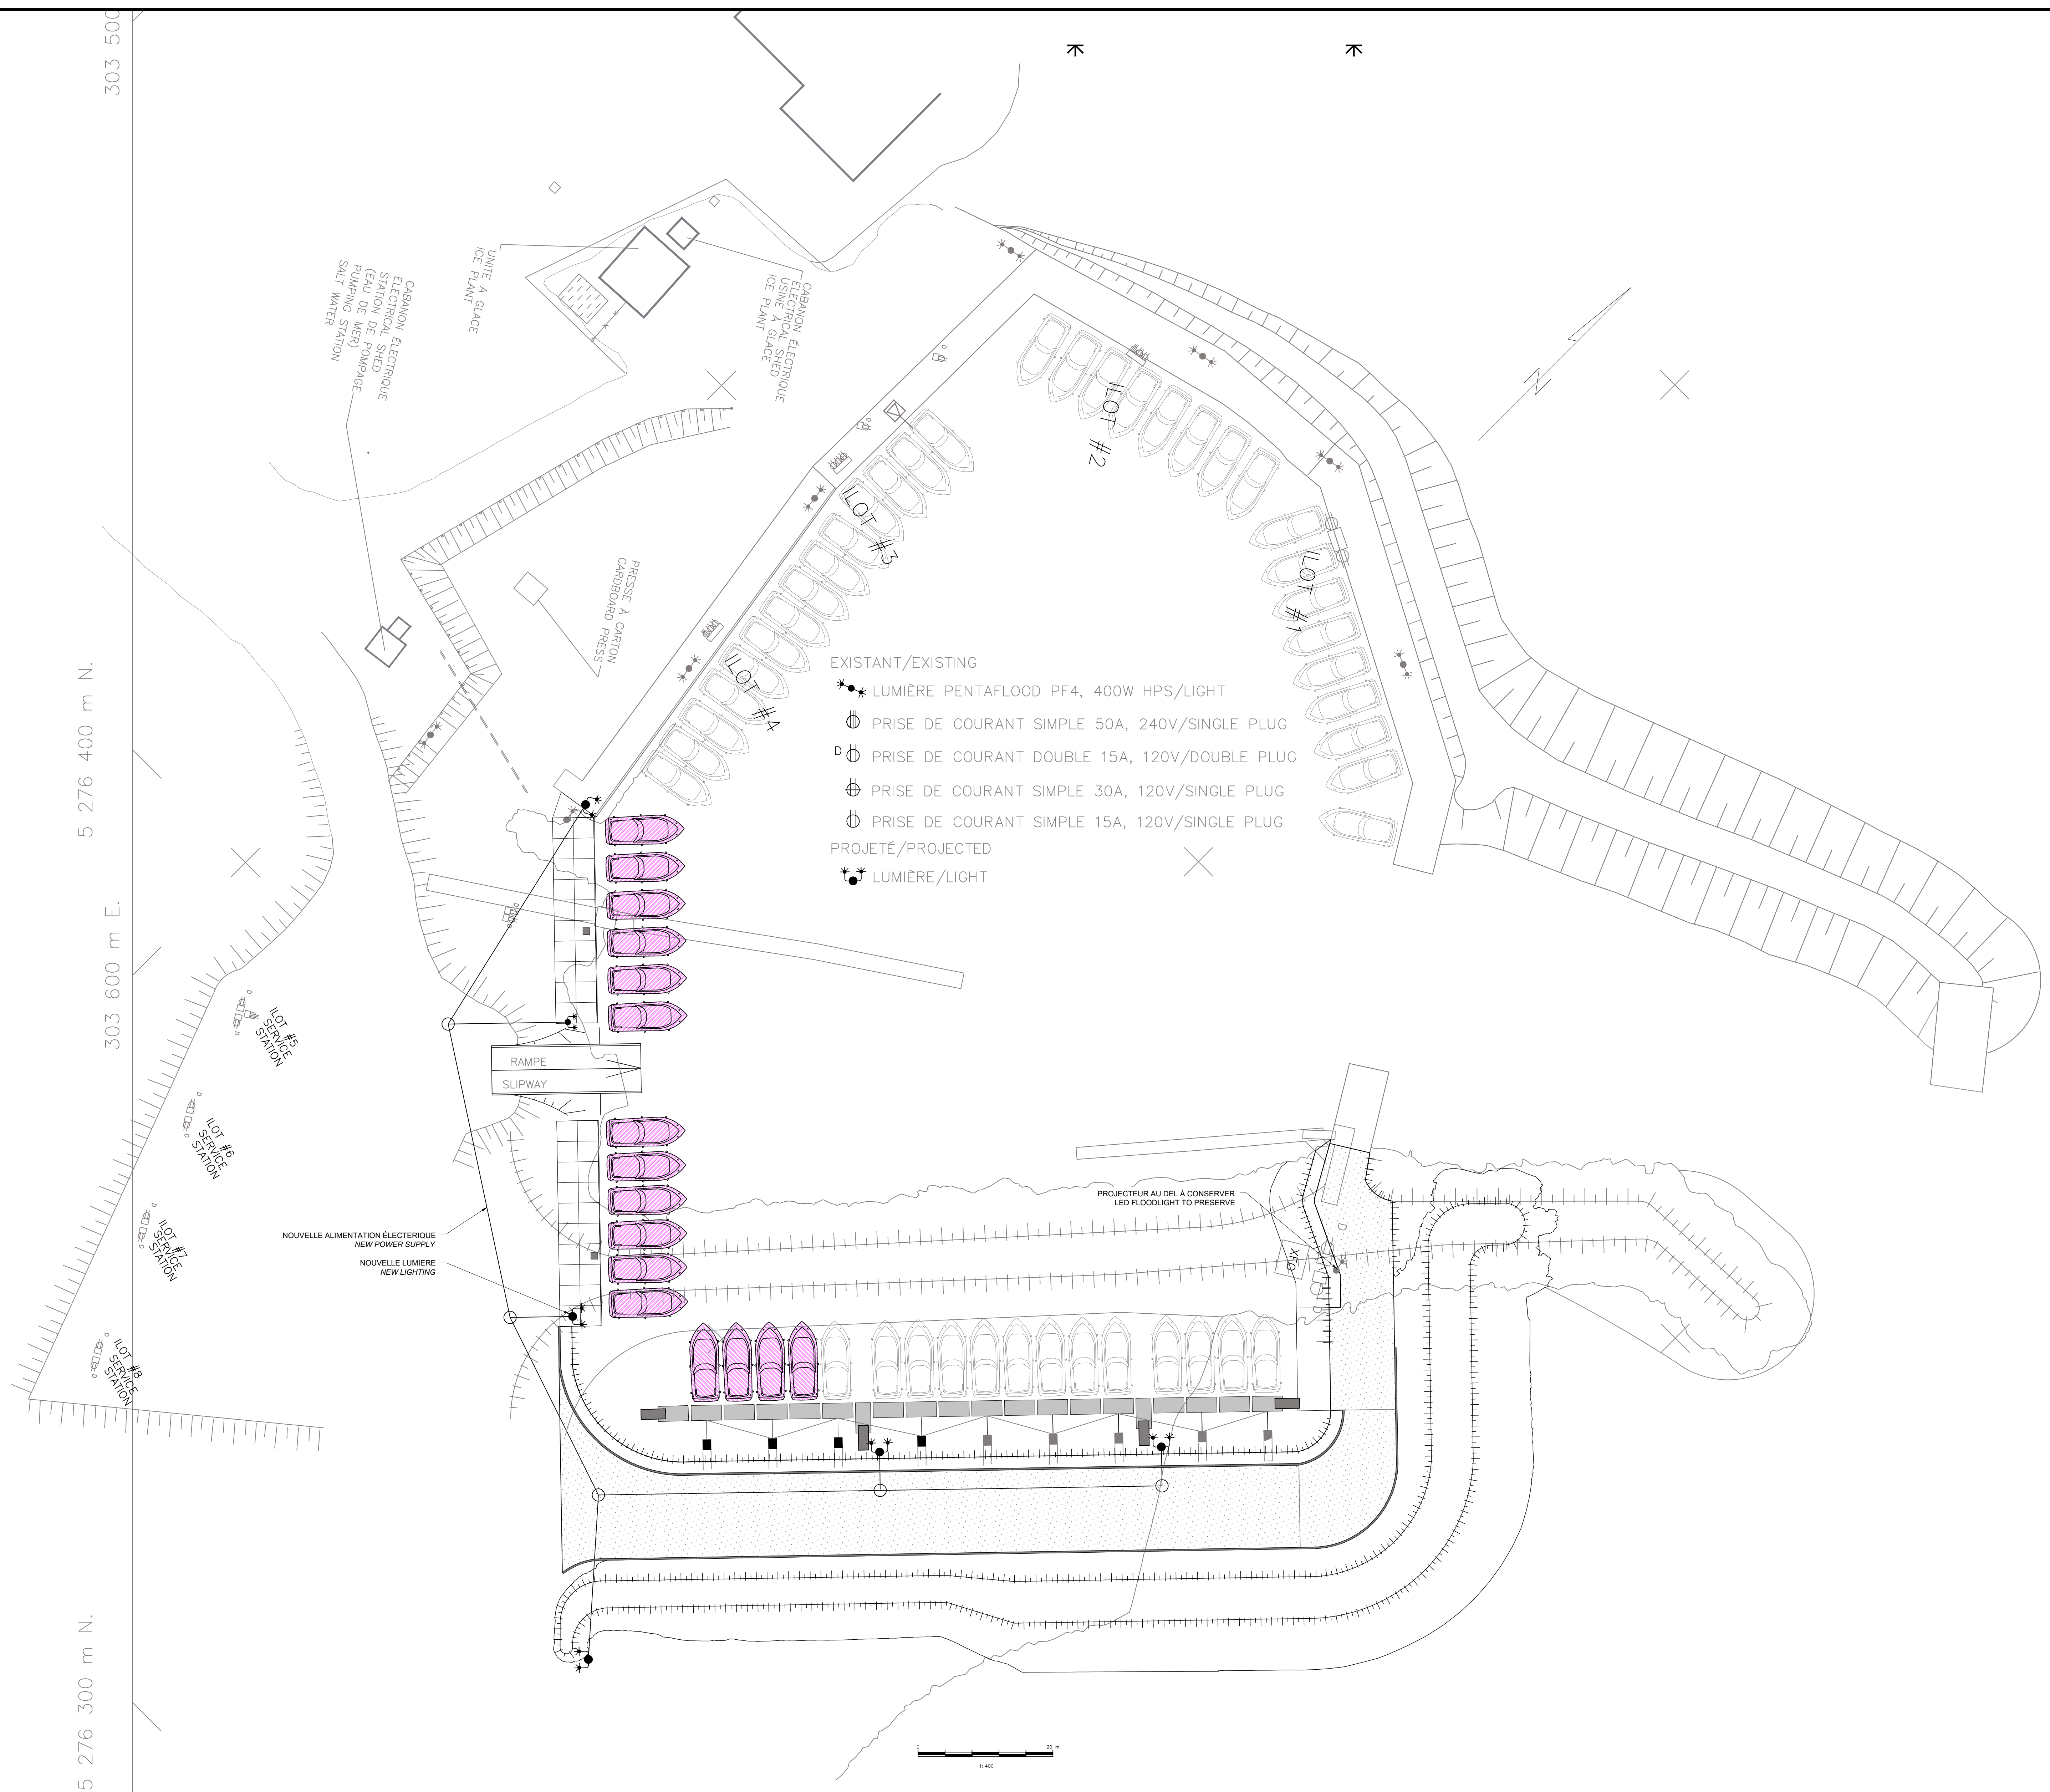 303 500
CABANON ÉLECTRIQUE
ELECTRICAL SHED
STATION DE POMPAGE
(EAU DE MER)
PUMPING STATION
SALT WATER
UNITE A GLACE
ICE PLANT
CABANON ÉLECTRIQUE
ELECTRICAL SHED
USINE À GLACE
ICE PLANT
ILOT #2
ILOT #3
ILOT #1
PRESSE À CARTON
CARDBOARD PRESS
ILOT #4
5 276 400 m N.
EXISTANT/EXISTING
LUMIÈRE PENTAFLOOD PF4, 400W HPS/LIGHT
PRISE DE COURANT SIMPLE 50A, 240V/SINGLE PLUG
D
PRISE DE COURANT DOUBLE 15A, 120V/DOUBLE PLUG
PRISE DE COURANT SIMPLE 30A, 120V/SINGLE PLUG
PRISE DE COURANT SIMPLE 15A, 120V/SINGLE PLUG
PROJETÉ/PROJECTED
LUMIÈRE/LIGHT
303 600 m E.
ILOT #5
SERVICE
STATION
RAMPE
SLIPWAY
ILOT #6
SERVICE
STATION
PROJECTEUR AU DEL À CONSERVER
LED FLOODLIGHT TO PRESERVE
D
ILOT #7
SERVICE
STATION
NOUVELLE ALIMENTATION ÉLECTERIQUE
NEW POWER SUPPLY
NOUVELLE LUMIERE
NEW LIGHTING
XFO
ILOT #8
SERVICE
STATION
5 276 300 m N.
0 20 m
1: 400